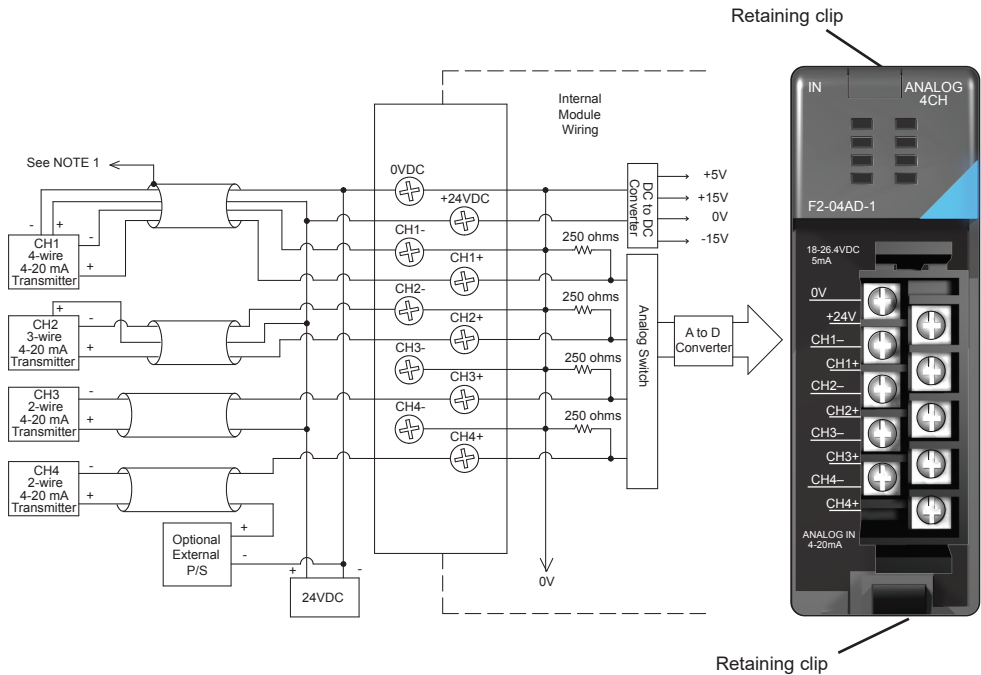 Retaining clip
Internal
Module
Wiring
See NOTE 1
- +
CH1
4-wire
4-20 mA
Transmitter
-
+
+
CH2
3-wire
4-20 mA
Transmitter
-
+
CH3
2-wire
4-20 mA
Transmitter
-
+
CH4
2-wire
4-20 mA
Transmitter
-
+
Optional
External
P/S
+
-
+ -
24VDC
0VDC
+24VDC
CH1-
CH1+
CH2-
CH2+
CH3-
CH3+
CH4-
CH4+
250 ohms
250 ohms
250 ohms
250 ohms
0V
DC to DC
Converter
+5V
+15V
0V
-15V
Analog Switch
A to D
Converter
IN
ANALOG
4CH
F2-04AD-1
18-26.4VDC
5mA
0V
+24V
CH1–
CH1+
CH2–
CH2+
CH3–
CH3+
CH4–
CH4+
ANALOG IN
4-20mA
Retaining clip